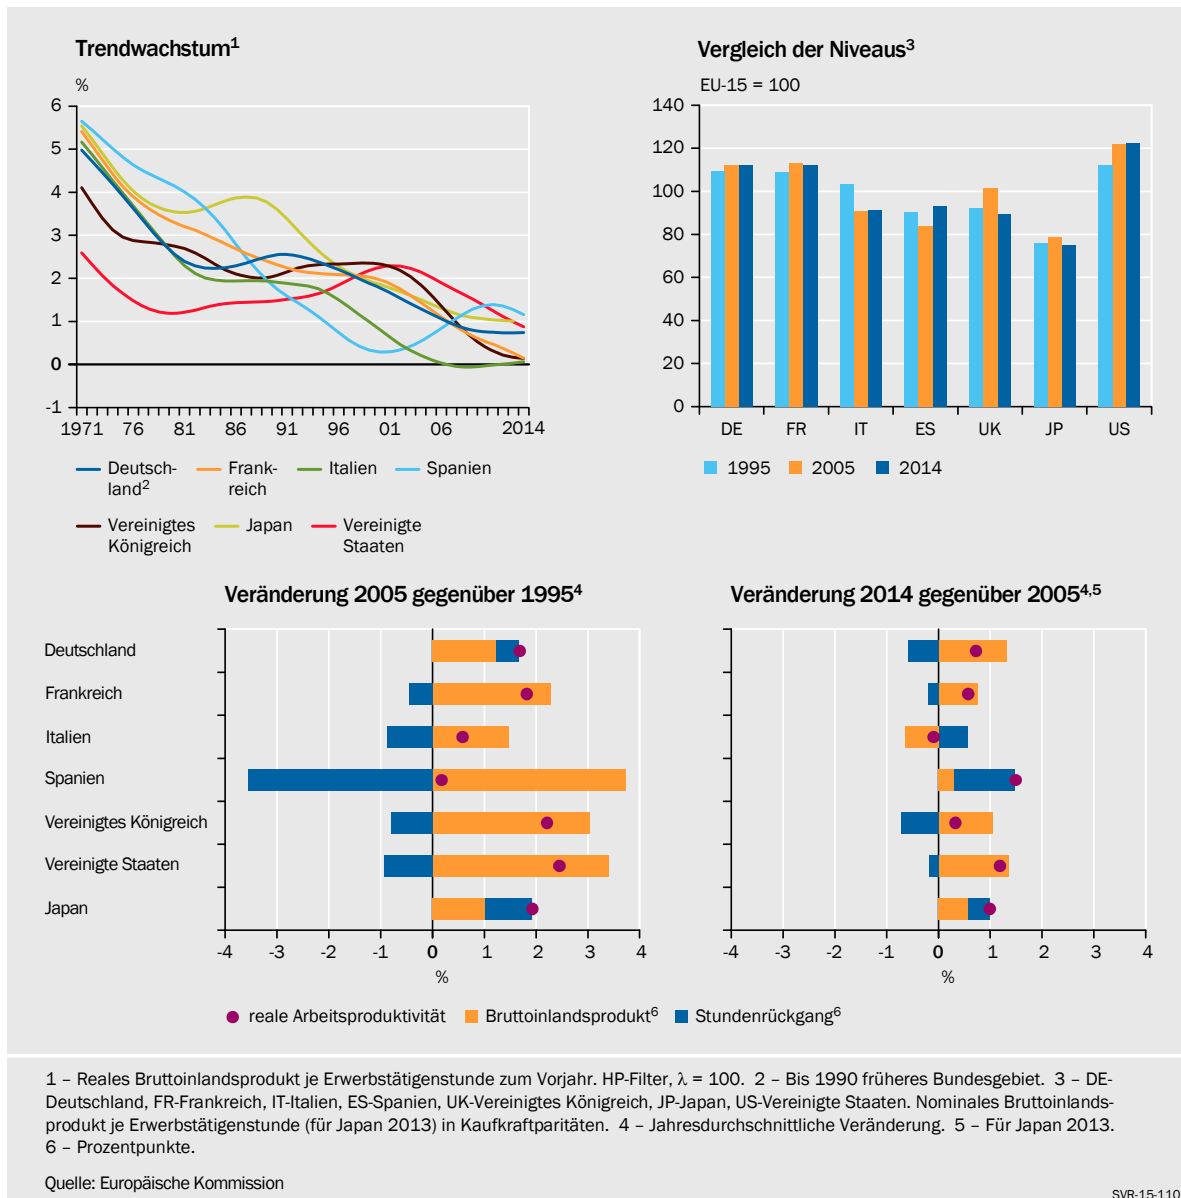 Trendwachstum1
%
6
5
4
3
2
1
0
-1
1971 76 81 86 91 96 01 06 2014
Deutsch-
land2
Frank-
reich
Italien
Spanien
Vereinigtes
Königreich
Japan
Vereinigte
Staaten
Vergleich der Niveaus3
EU-15 = 100
140
120
100
80
60
40
20
0
DE FR IT ES UK JP US
1995 2005 2014
Veränderung 2005 gegenüber 19954
Deutschland
Frankreich
Italien
Spanien
Vereinigtes Königreich
Vereinigte Staaten
Japan
-4 -3 -2 -1 0 1 2 3 4
%
Veränderung 2014 gegenüber 20054,5
-4 -3 -2 -1 0 1 2 3 4
%
reale Arbeitsproduktivität Bruttoinlandsprodukt6 Stundenrückgang6
1 – Reales Bruttoinlandsprodukt je Erwerbstätigenstunde zum Vorjahr. HP-Filter, λ = 100. 2 – Bis 1990 früheres Bundesgebiet. 3 – DE-
Deutschland, FR-Frankreich, IT-Italien, ES-Spanien, UK-Vereinigtes Königreich, JP-Japan, US-Vereinigte Staaten. Nominales Bruttoinlands-
produkt je Erwerbstätigenstunde (für Japan 2013) in Kaufkraftparitäten. 4 – Jahresdurchschnittliche Veränderung. 5 – Für Japan 2013.
6 – Prozentpunkte.
Quelle: Europäische Kommission
SVR-15-110